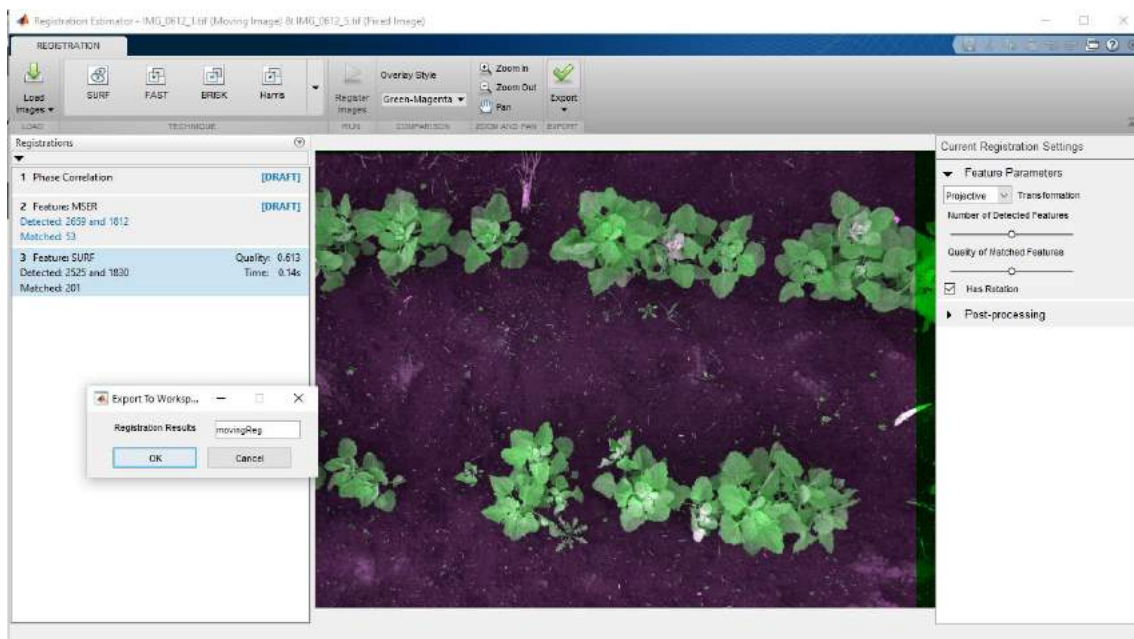 Registration Estimator - IMG_0612_1.tif (Moving Image) & IMG_0612_5.tif (Fixed Image)
REGISTRATION
Load Images
SURF
FAST
BRISK
Harris
Register Images
Overlay Style
Green-Magenta
Zoom In
Zoom Out
Pan
Export
LOAD
TECHNIQUE
RUN
COMPARISON
ZOOM AND PAN
EXPORT
Registrations
1 Phase Correlation [DRAFT]
2 Feature: MSER [DRAFT]
Detected: 2659 and 1812
Matched: 53
3 Feature: SURF Quality: 0.613
Detected: 2525 and 1830 Time: 0.14s
Matched: 201
Export To Worksp...
Registration Results movingReg
OK Cancel
Current Registration Settings
Feature Parameters
Projective Transformation
Number of Detected Features
Quality of Matched Features
Has Rotation
Post-processing